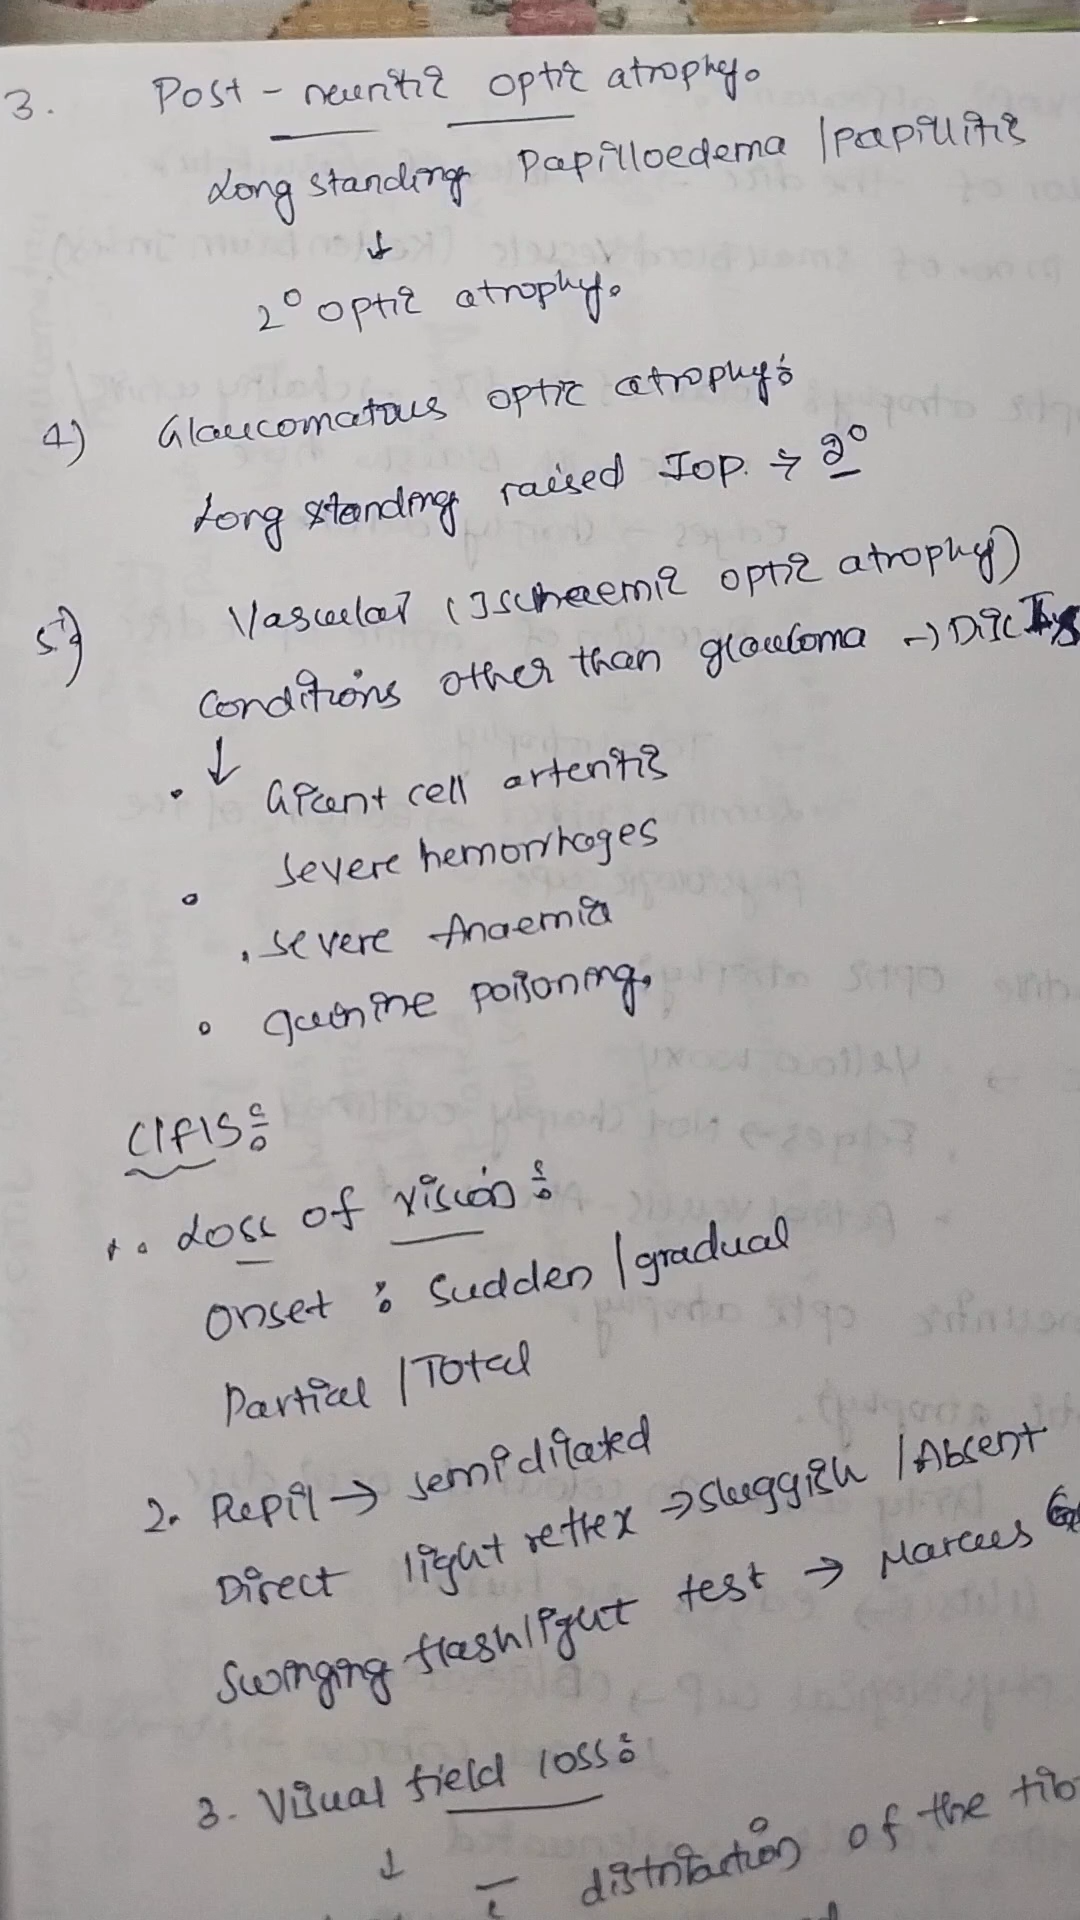 3. Post - neuritic optic atrophy.
Long standing Papilloedema / papillitis
↓
2° optic atrophy.
4) Glaucomatous optic atrophy:
Long standing raised IOP. → 2°
5) Vascular (Ischaemic optic atrophy)
Conditions other than glaucoma → Disc
↓
• Giant cell arteritis
• severe hemorrhages
• severe Anaemia
• quinine poisoning.
C/F/S:
1. Loss of vision:
Onset: Sudden / gradual
Partial / Total
2. Pupil → semidilated
Direct light reflex → sluggish / Absent
Swinging flashlight test → Marcus
3. Visual field loss:
↓
distribution of the fib